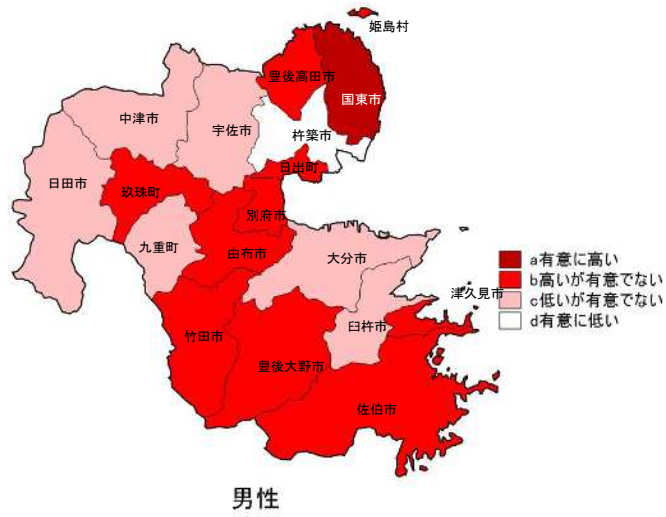 姫島村
豊後高田市
国東市
中津市
宇佐市
杵築市
日出町
日田市
玖珠町
別府市
九重町
由布市
大分市
a有意に高い
b高いが有意でない
c低いが有意でない
d有意に低い
津久見市
臼杵市
竹田市
豊後大野市
佐伯市
男性